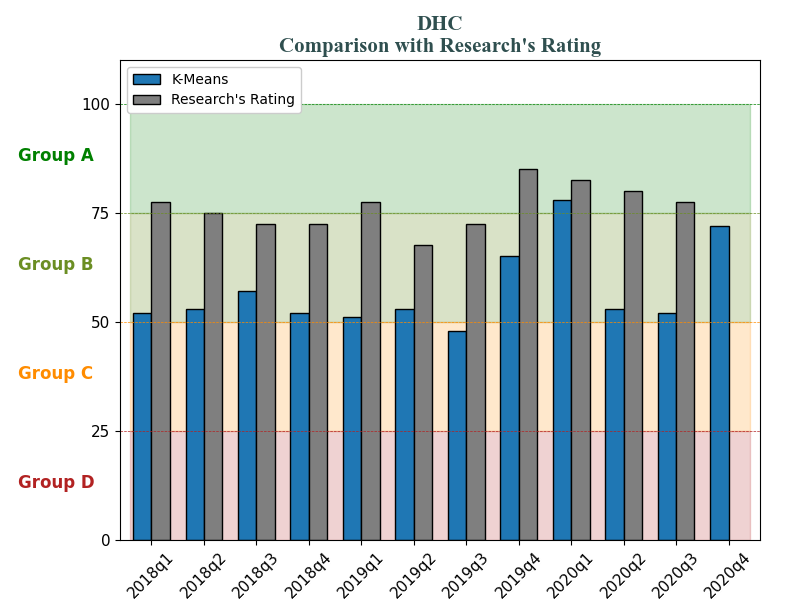 DHC
Comparison with Research's Rating
K-Means
Research's Rating
100
Group A
75
Group B
50
Group C
25
Group D
0
2018q1
2018q2
2018q3
2018q4
2019q1
2019q2
2019q3
2019q4
2020q1
2020q2
2020q3
2020q4